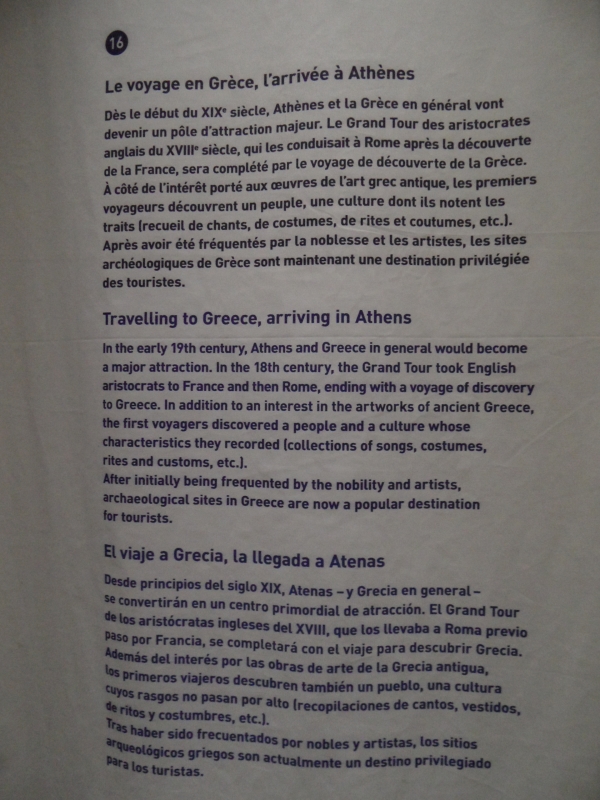 16
Le voyage en Grèce, l'arrivée à Athènes
Dès le début du XIXᵉ siècle, Athènes et la Grèce en général vont
devenir un pôle d'attraction majeur. Le Grand Tour des aristocrates
anglais du XVIIIᵉ siècle, qui les conduisait à Rome après la découverte
de la France, sera complété par le voyage de découverte de la Grèce.
À côté de l'intérêt porté aux œuvres de l'art grec antique, les premiers
voyageurs découvrent un peuple, une culture dont ils notent les
traits (recueil de chants, de costumes, de rites et coutumes, etc.).
Après avoir été fréquentés par la noblesse et les artistes, les sites
archéologiques de Grèce sont maintenant une destination privilégiée
des touristes.
Travelling to Greece, arriving in Athens
In the early 19th century, Athens and Greece in general would become
a major attraction. In the 18th century, the Grand Tour took English
aristocrats to France and then Rome, ending with a voyage of discovery
to Greece. In addition to an interest in the artworks of ancient Greece,
the first voyagers discovered a people and a culture whose
characteristics they recorded (collections of songs, costumes,
rites and customs, etc.).
After initially being frequented by the nobility and artists,
archaeological sites in Greece are now a popular destination
for tourists.
El viaje a Grecia, la llegada a Atenas
Desde principios del siglo XIX, Atenas –y Grecia en general–
se convertirán en un centro primordial de atracción. El Grand Tour
de los aristócratas ingleses del XVIII, que los llevaba a Roma previo
paso por Francia, se completará con el viaje para descubrir Grecia.
Además del interés por las obras de arte de la Grecia antigua,
los primeros viajeros descubren también un pueblo, una cultura
cuyos rasgos no pasan por alto (recopilaciones de cantos, vestidos,
de ritos y costumbres, etc.).
Tras haber sido frecuentados por nobles y artistas, los sitios
arqueológicos griegos son actualmente un destino privilegiado
para los turistas.